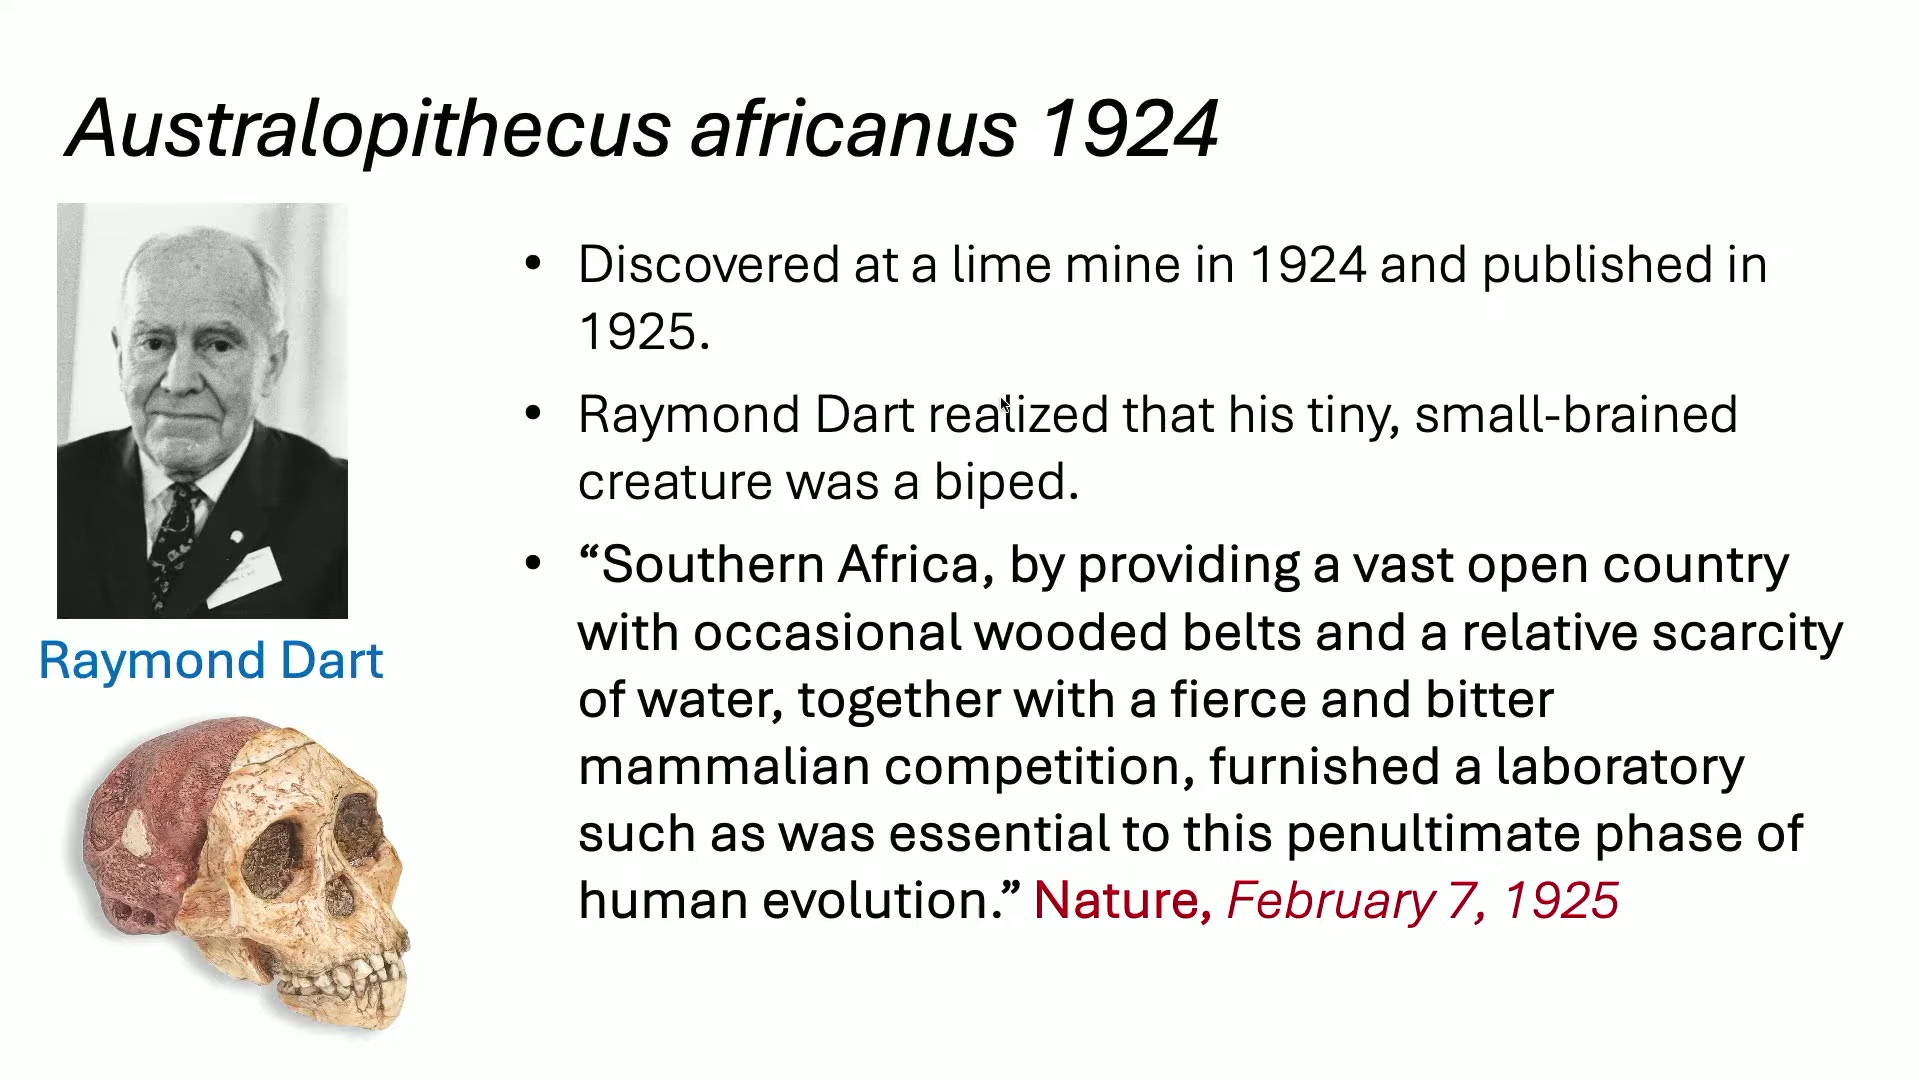 Australopithecus africanus 1924
• Discovered at a lime mine in 1924 and published in
1925.
• Raymond Dart realized that his tiny, small-brained
creature was a biped.
• “Southern Africa, by providing a vast open country
with occasional wooded belts and a relative scarcity
of water, together with a fierce and bitter
mammalian competition, furnished a laboratory
such as was essential to this penultimate phase of
human evolution.” Nature, February 7, 1925
Raymond Dart